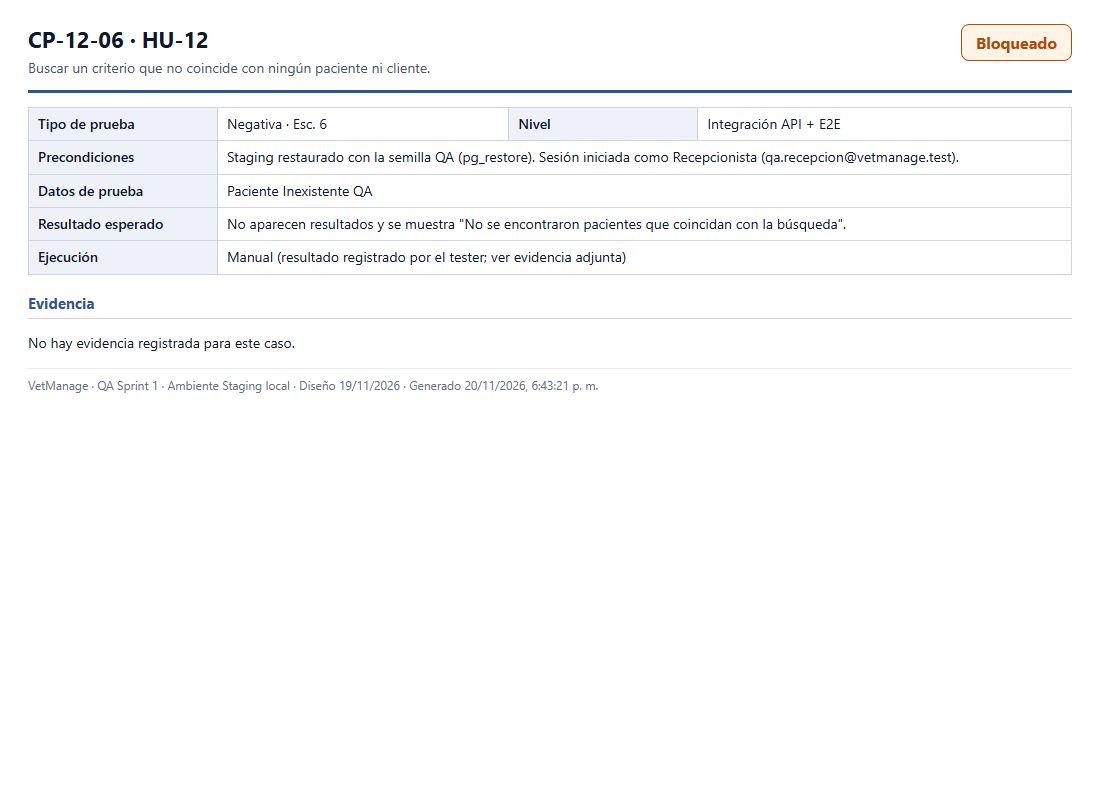 CP-12-06 · HU-12
Bloqueado
Buscar un criterio que no coincide con ningún paciente ni cliente.
Tipo de prueba
Negativa · Esc. 6
Nivel
Integración API + E2E
Precondiciones
Staging restaurado con la semilla QA (pg_restore). Sesión iniciada como Recepcionista (qa.recepcion@vetmanage.test).
Datos de prueba
Paciente Inexistente QA
Resultado esperado
No aparecen resultados y se muestra "No se encontraron pacientes que coincidan con la búsqueda".
Ejecución
Manual (resultado registrado por el tester; ver evidencia adjunta)
Evidencia
No hay evidencia registrada para este caso.
VetManage · QA Sprint 1 · Ambiente Staging local · Diseño 19/11/2026 · Generado 20/11/2026, 6:43:21 p. m.